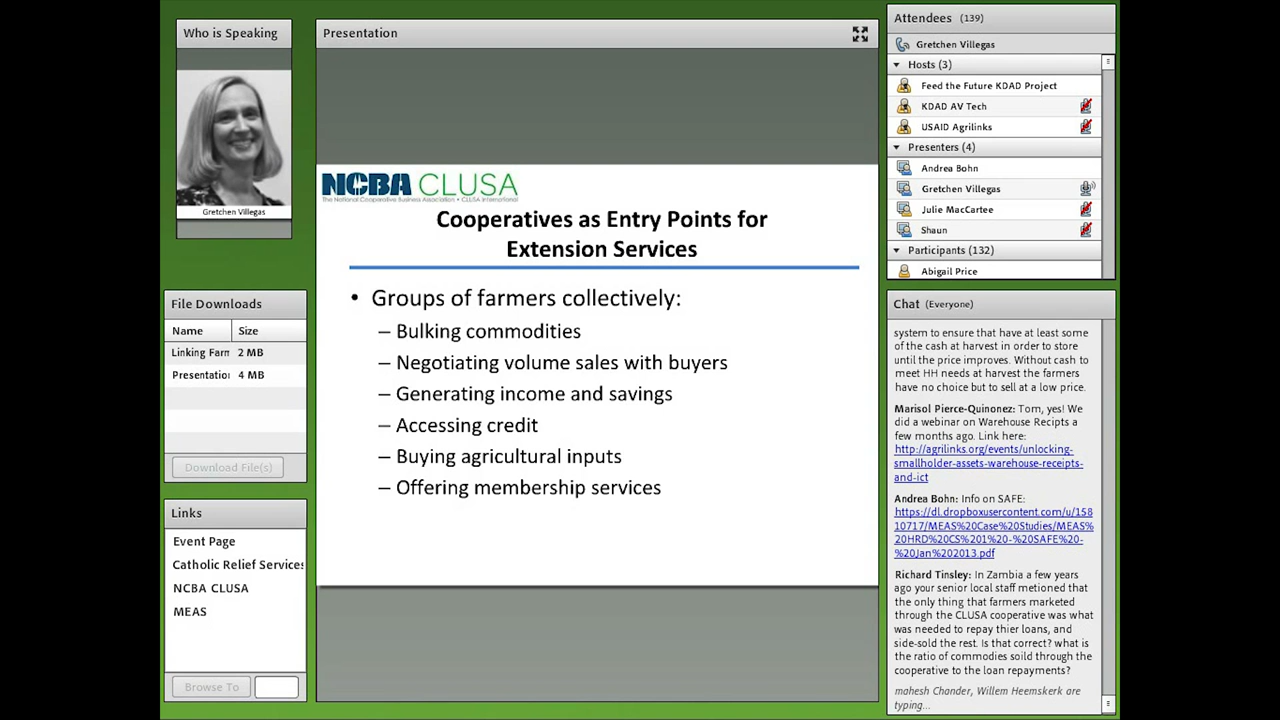 Who is Speaking
Gretchen Villegas
File Downloads
Name Size
Linking Farm 2 MB
Presentatio 4 MB
Download File(s)
Links
Event Page
Catholic Relief Services
NCBA CLUSA
MEAS
Browse To
Presentation
NCBA CLUSA
The National Cooperative Business Association • CLUSA International
Cooperatives as Entry Points for
Extension Services
• Groups of farmers collectively:
– Bulking commodities
– Negotiating volume sales with buyers
– Generating income and savings
– Accessing credit
– Buying agricultural inputs
– Offering membership services
Attendees (139)
Gretchen Villegas
Hosts (3)
Feed the Future KDAD Project
KDAD AV Tech
USAID Agrilinks
Presenters (4)
Andrea Bohn
Gretchen Villegas
Julie MacCartee
Shaun
Participants (132)
Abigail Price
Chat (Everyone)
system to ensure that have at least some
of the cash at harvest in order to store
until the price improves. Without cash to
meet HH needs at harvest the farmers
have no choice but to sell at a low price.
Marisol Pierce-Quinonez: Tom, yes! We
did a webinar on Warehouse Recipts a
few months ago. Link here:
http://agrilinks.org/events/unlocking-
smallholder-assets-warehouse-receipts-
and-ict
Andrea Bohn: Info on SAFE:
https://dl.dropboxusercontent.com/u/158
10717/MEAS%20Case%20Studies/MEAS%
20HRD%20CS%201%20-%20SAFE%20-
%20Jan%202013.pdf
Richard Tinsley: In Zambia a few years
ago your senior local staff metioned that
the only thing that farmers marketed
through the CLUSA cooperative was what
was needed to repay thier loans, and
side-sold the rest. Is that correct? what is
the ratio of commodies soild through the
cooperative to the loan repayments?
mahesh Chander, Willem Heemskerk are
typing...